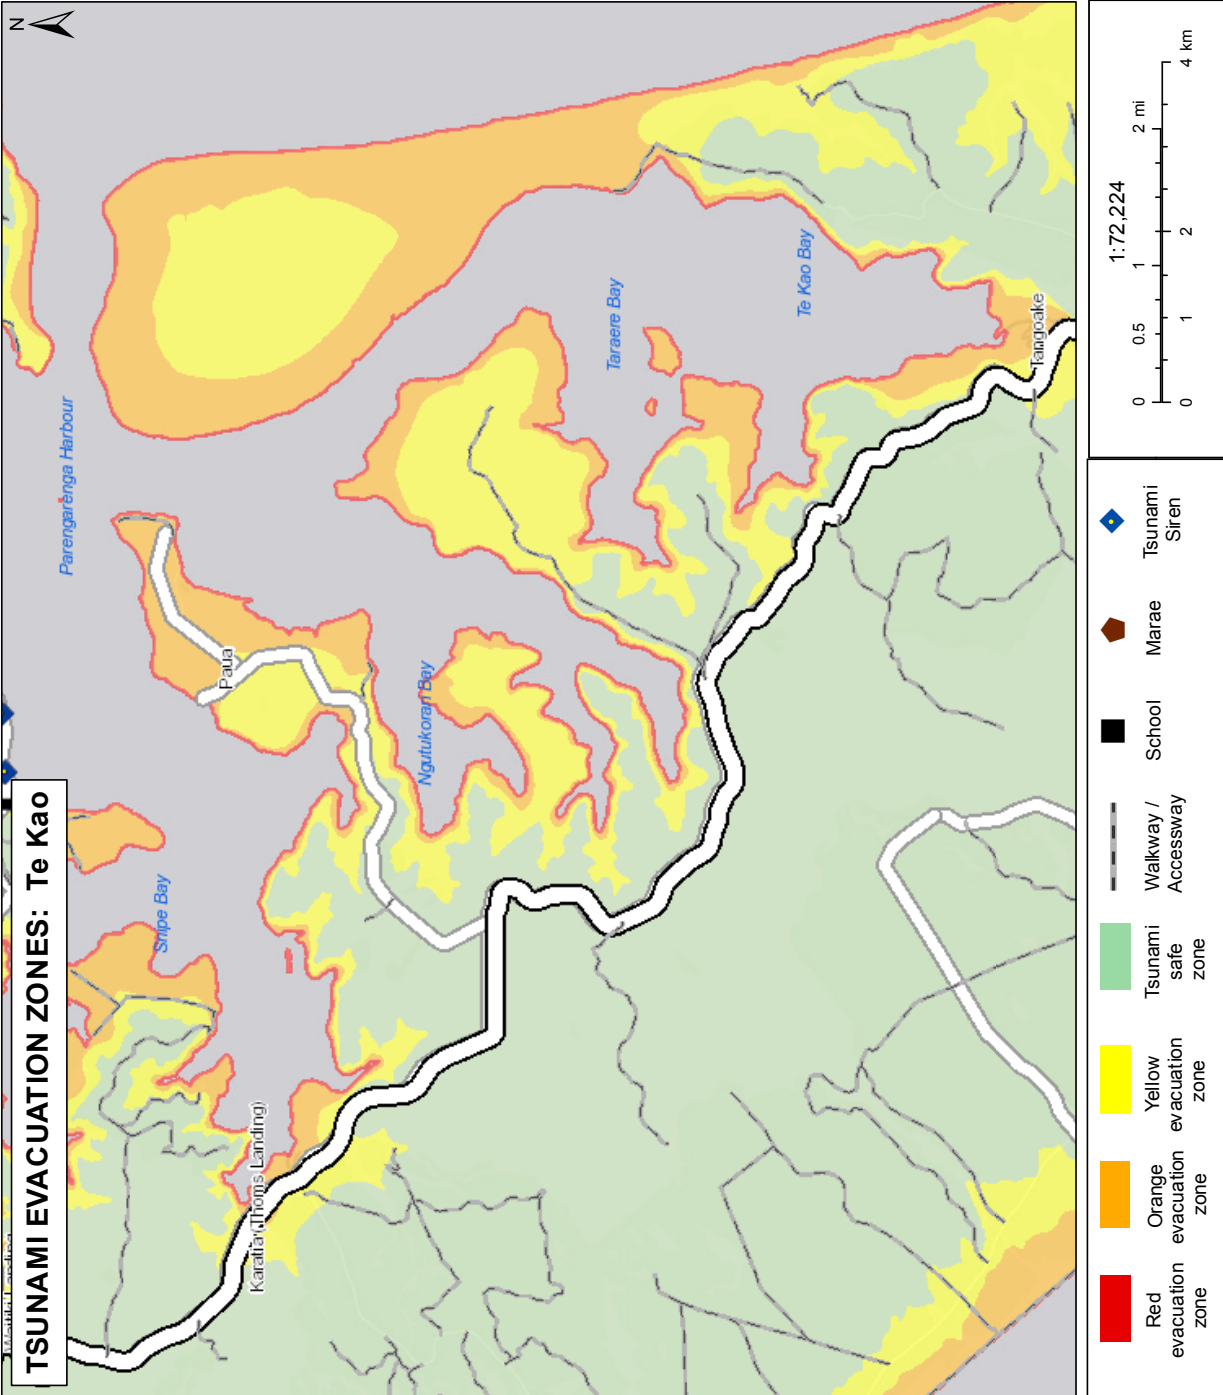 TSUNAMI EVACUATION ZONES: Te Kao
N
Parengarenga Harbour
Snipe Bay
Paua
Ngutukoran Bay
Taraere Bay
Te Kao Bay
Karatia (Thoms Landing)
Tangoake
Red
evacuation
zone
Orange
evacuation
zone
Yellow
evacuation
zone
Tsunami
safe
zone
Walkway /
Accessway
School
Marae
Tsunami
Siren
1:72,224
0 0.5 1 2 mi
0 1 2 4 km